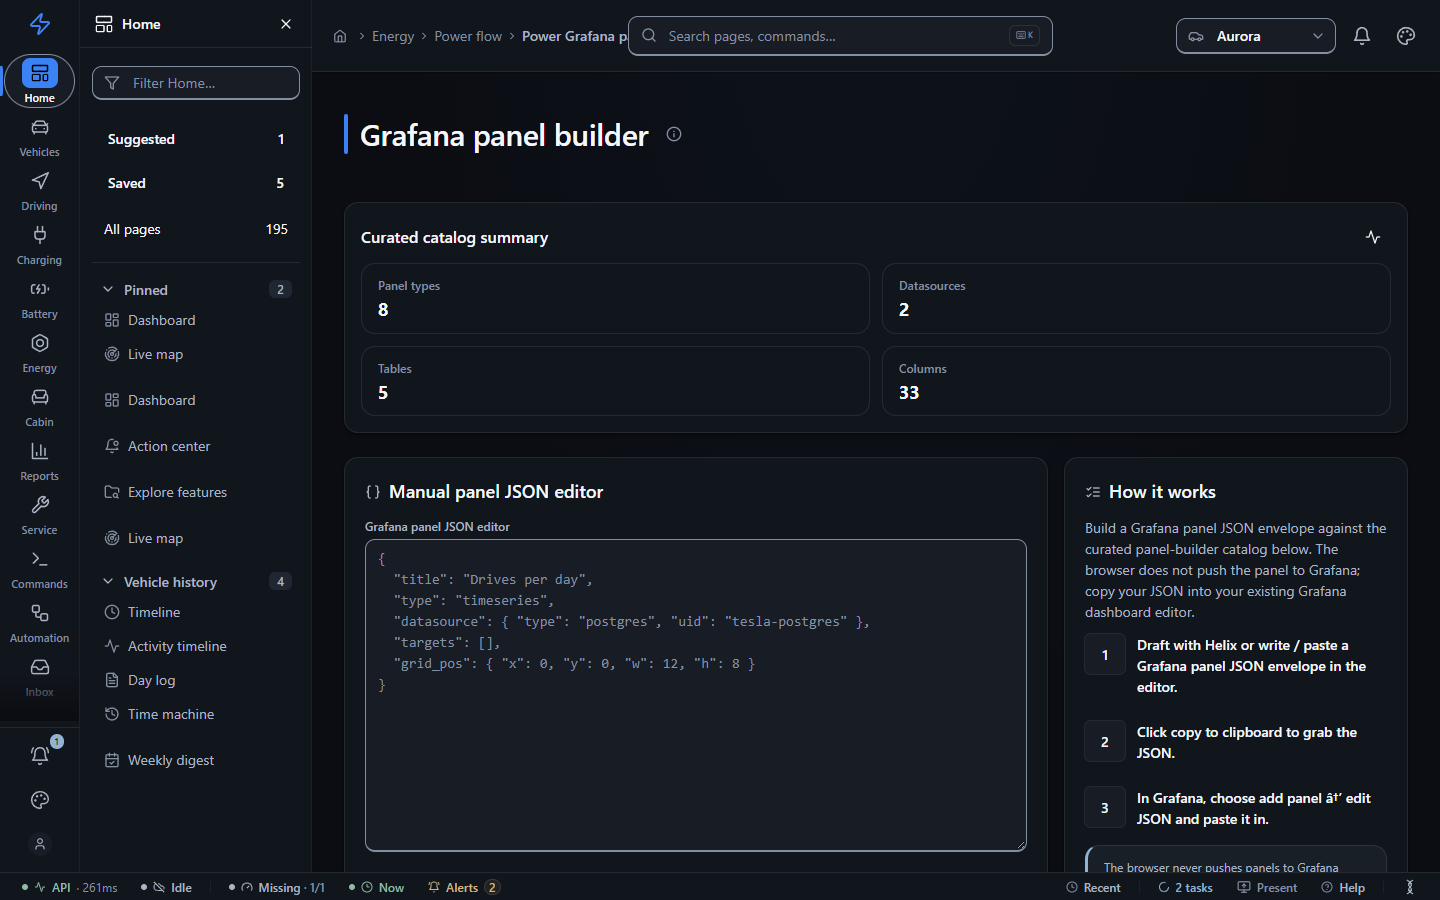 Home
Vehicles
Driving
Charging
Battery
Energy
Cabin
Reports
Service
Commands
Automation
Inbox
1
Home
Filter Home...
Suggested 1
Saved 5
All pages 195
Pinned 2
Dashboard
Live map
Dashboard
Action center
Explore features
Live map
Vehicle history 4
Timeline
Activity timeline
Day log
Time machine
Weekly digest
Energy > Power flow > Power Grafana p
Search pages, commands... K
Aurora
Grafana panel builder
Curated catalog summary
Panel types
8
Datasources
2
Tables
5
Columns
33
Manual panel JSON editor
Grafana panel JSON editor
{
"title": "Drives per day",
"type": "timeseries",
"datasource": { "type": "postgres", "uid": "tesla-postgres" },
"targets": [],
"grid_pos": { "x": 0, "y": 0, "w": 12, "h": 8 }
}
How it works
Build a Grafana panel JSON envelope against the
curated panel-builder catalog below. The
browser does not push the panel to Grafana;
copy your JSON into your existing Grafana
dashboard editor.
1 Draft with Helix or write / paste a
Grafana panel JSON envelope in the
editor.
2 Click copy to clipboard to grab the
JSON.
3 In Grafana, choose add panel â†’ edit
JSON and paste it in.
The browser never pushes panels to Grafana
API · 261ms
Idle
Missing · 1/1
Now
Alerts 2
Recent
2 tasks
Present
Help